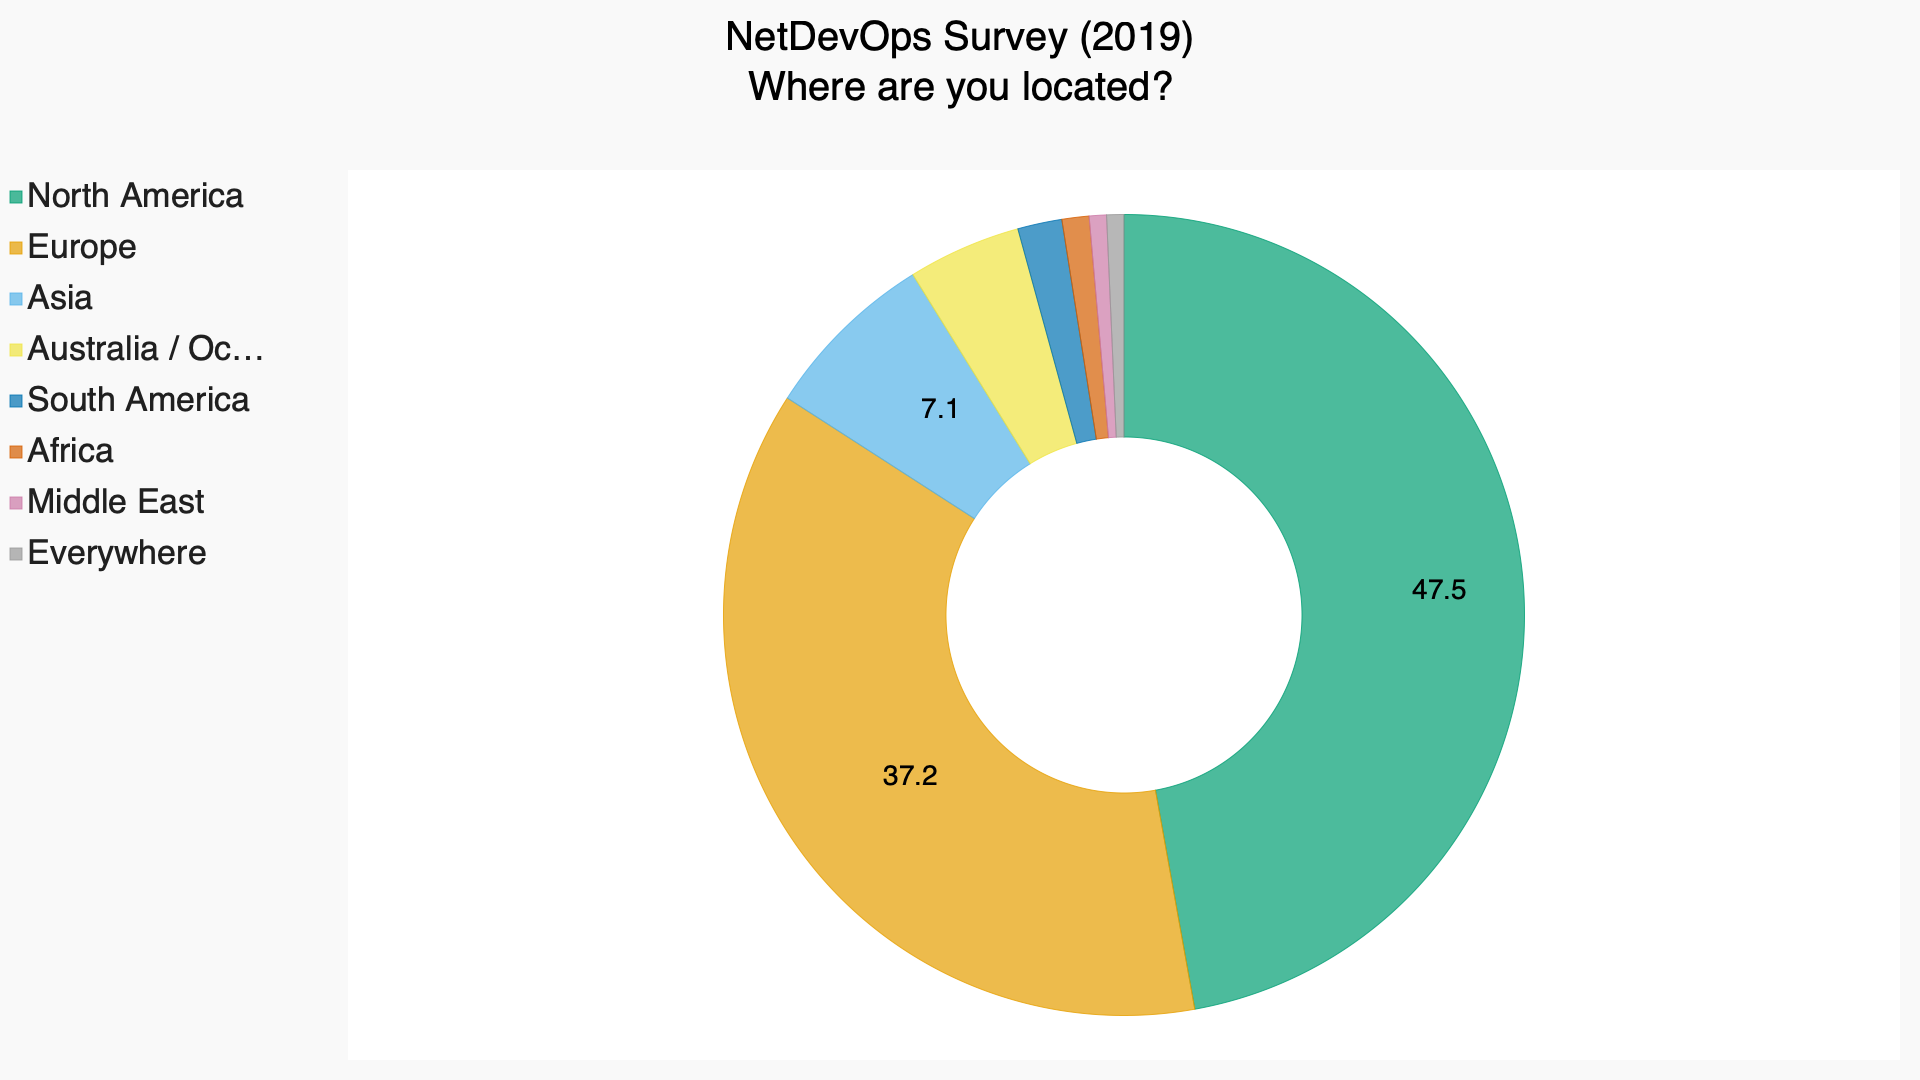 NetDevOps Survey (2019)
Where are you located?
North America
Europe
Asia
Australia / Oc…
South America
Africa
Middle East
Everywhere
7.1
47.5
37.2